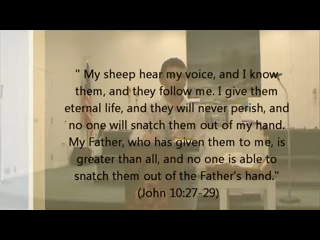 " My sheep hear my voice, and I know
them, and they follow me. I give them
eternal life, and they will never perish, and
no one will snatch them out of my hand.
My Father, who has given them to me, is
greater than all, and no one is able to
snatch them out of the Father's hand."
(John 10:27-29)